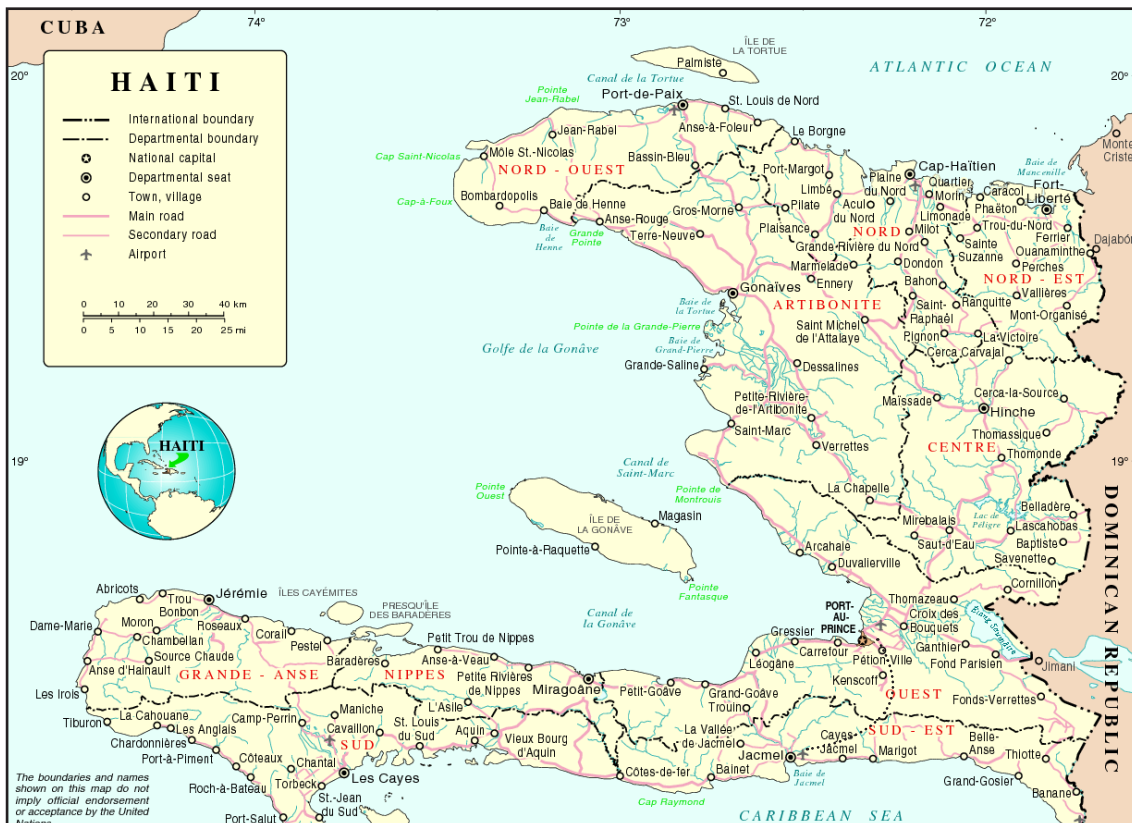 CUBA
74°
73°
72°
20°
20°
HAITI
International boundary
Departmental boundary
National capital
Departmental seat
Town, village
Main road
Secondary road
Airport
0 10 20 30 40 km
0 5 10 15 20 25 mi
ÎLE DE
LA TORTUE
Palmiste
Canal de la Tortue
ATLANTIC OCEAN
Pointe
Jean-Rabel
Port-de-Paix
St. Louis de Nord
Jean-Rabel
Anse-à-Foleur
Le Borgne
Monte
Criste
Cap Saint-Nicolas
Môle St.-Nicolas
NORD - OUEST
Bassin-Bleu
Port-Margot
Plaine
du Nord
Cap-Haïtien
Baie de
Mancenille
Quartier
Morin
Caracol
Fort-
Liberté
Limbé
Acul
du Nord
Limonade
Phaëton
Bombardopolis
Cap-à-Foux
Baie de Henne
Anse-Rouge
Gros-Morne
Pilate
Plaisance
NORD
Milot
Trou-du-Nord
Ferrier
Baie
de
Henne
Grande
Pointe
Terre-Neuve
Grande-Rivière du Nord
Sainte
Suzanne
Ouanaminthe
Dajabón
Perches
Marmelade
Dondon
NORD - EST
Ennery
Bahon
Vallières
Gonaïves
ARTIBONITE
Saint-
Raphaël
Ranquitte
Mont-Organisé
Baie de
la Tortue
Pointe de la Grande-Pierre
Saint Michel
de l'Attalaye
Pignon
La Victoire
Baie de
Grand-Pierre
Golfe de la Gonâve
Cerca Carvajal
Grande-Saline
Dessalines
Petite-Rivière-
de-l'Artibonite
Maïssade
Cerca-la-Source
Hinche
HAITI
Saint-Marc
Verrettes
Thomassique
CENTRE
Thomonde
19°
19°
Canal de
Saint-Marc
Pointe
Ouest
Pointe de
Montrouis
La Chapelle
Belladère
ÎLE DE
LA GONÂVE
Magasin
Mirebalais
Lac de
Péligre
Lascahobas
Pointe-à-Raquette
Saut-d'Eau
Baptiste
Arcahaie
Savenette
Duvalierville
DOMINICAN REPUBLIC
Pointe
Fantasque
Cornillon
Abricots
Trou
Bonbon
Jérémie
ÎLES CAYÉMITES
PRESQU'ÎLE
DES BARADÈRES
Canal de
la Gonâve
Thomazeau
PORT-
AU-
PRINCE
Croix des
Bouquets
Etang Saumâtre
Dame-Marie
Moron
Roseaux
Chambellan
Corail
Pestel
Petit Trou de Nippes
Gressier
Carrefour
Ganthier
Anse d'Hainault
Source Chaude
Baradères
Anse-à-Veau
Léogâne
Pétion-Ville
Fond Parisien
Jimani
GRANDE - ANSE
NIPPES
Petite Rivières
de Nippes
Miragoâne
Kenscoff
Les Irois
Petit-Goâve
Grand-Goâve
OUEST
Fonds-Verrettes
L'Asile
Trouin
Tiburon
La Cahouane
Les Anglais
Camp-Perrin
Maniche
St. Louis
du Sud
Aquin
Vieux Bourg
d'Aquin
La Vallée
de Jacmel
SUD - EST
Chardonnières
Cavaillon
SUD
Cayes
Jacmel
Belle-
Anse
Port-à-Piment
Côteaux
Chantal
Jacmel
Marigot
Thiotte
Les Cayes
Côtes-de-fer
Bainet
Baie de
Jacmel
Grand-Gosier
Roch-à-Bateau
Torbeck
Banane
Cap Raymond
St.-Jean
du Sud
Port-Salut
CARIBBEAN SEA
The boundaries and names
shown on this map do not
imply official endorsement
or acceptance by the United
Nations.